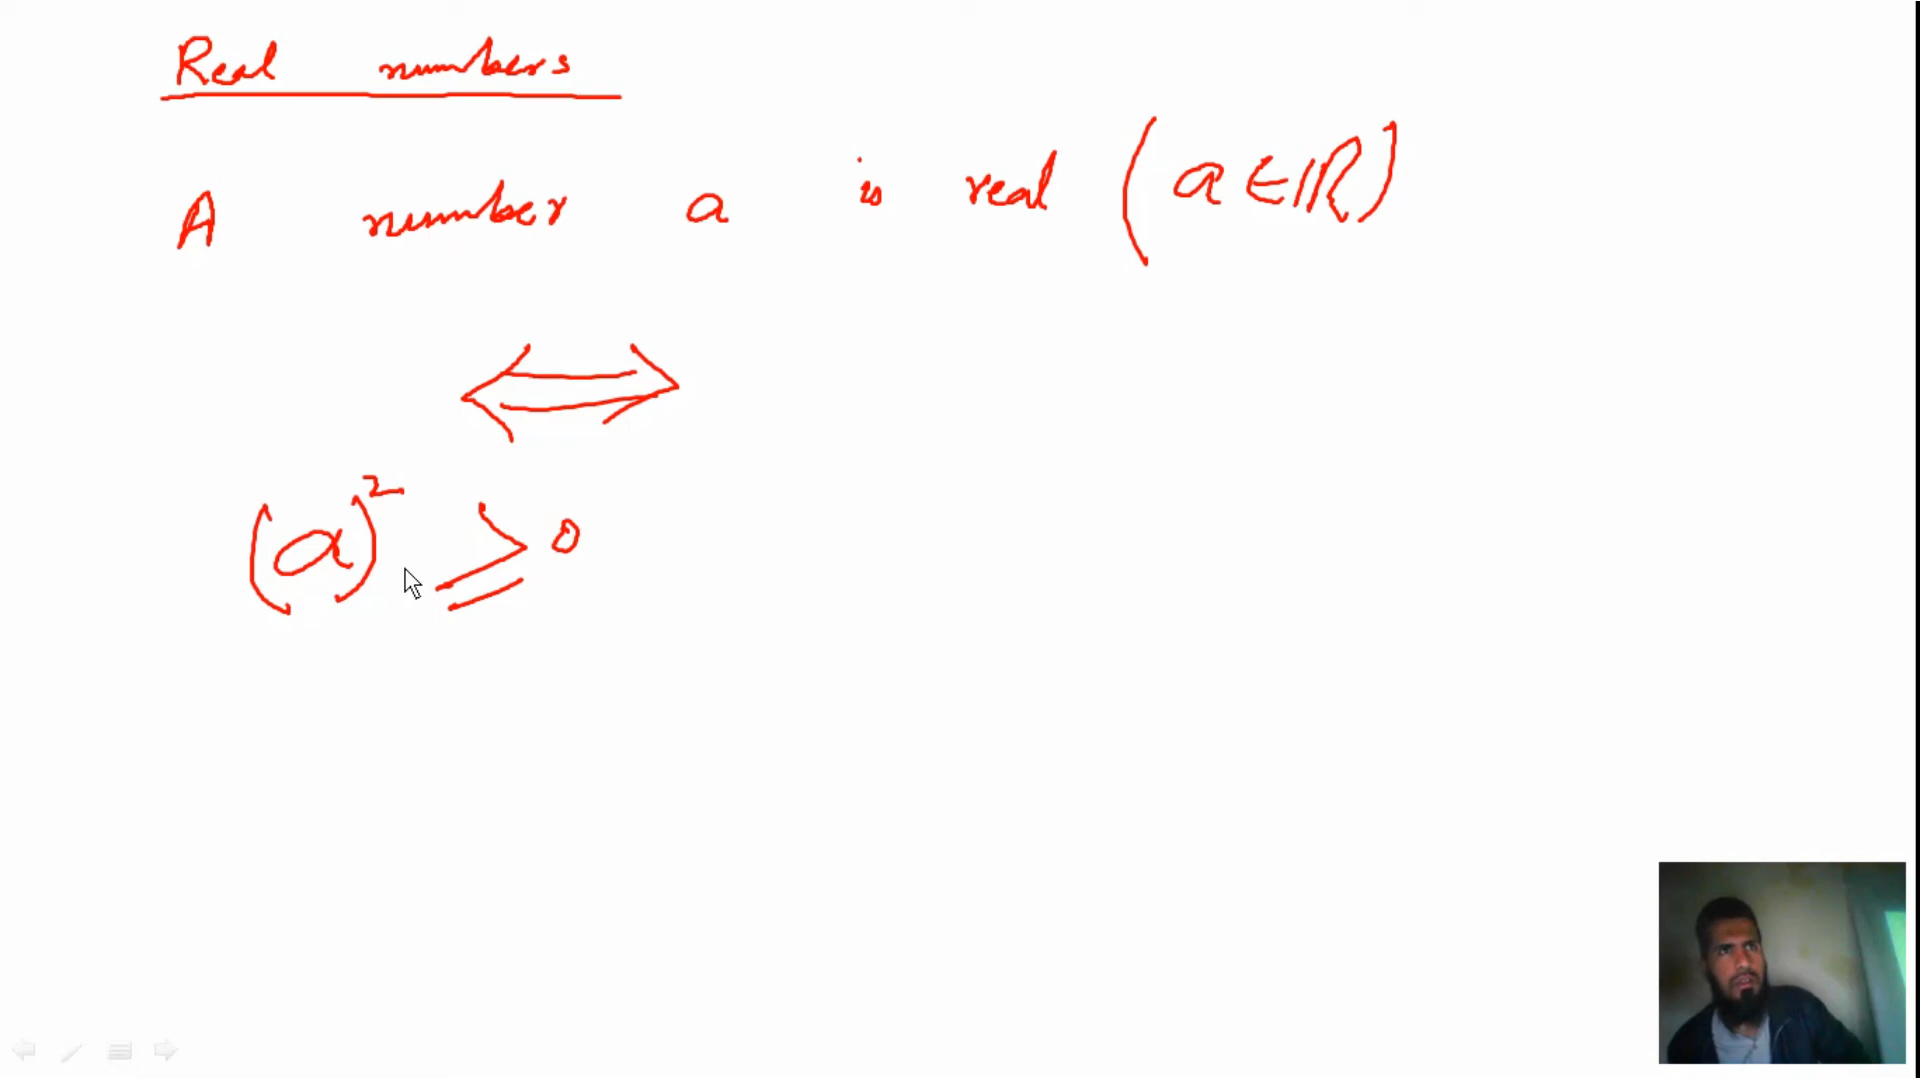 Real numbers
A number a is real (a ∈ ℝ)
⟺
(a)² ≥ 0